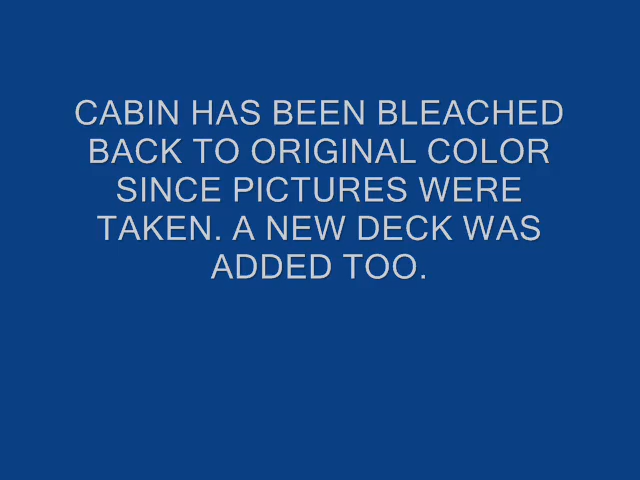 CABIN HAS BEEN BLEACHED
BACK TO ORIGINAL COLOR
SINCE PICTURES WERE
TAKEN. A NEW DECK WAS
ADDED TOO.